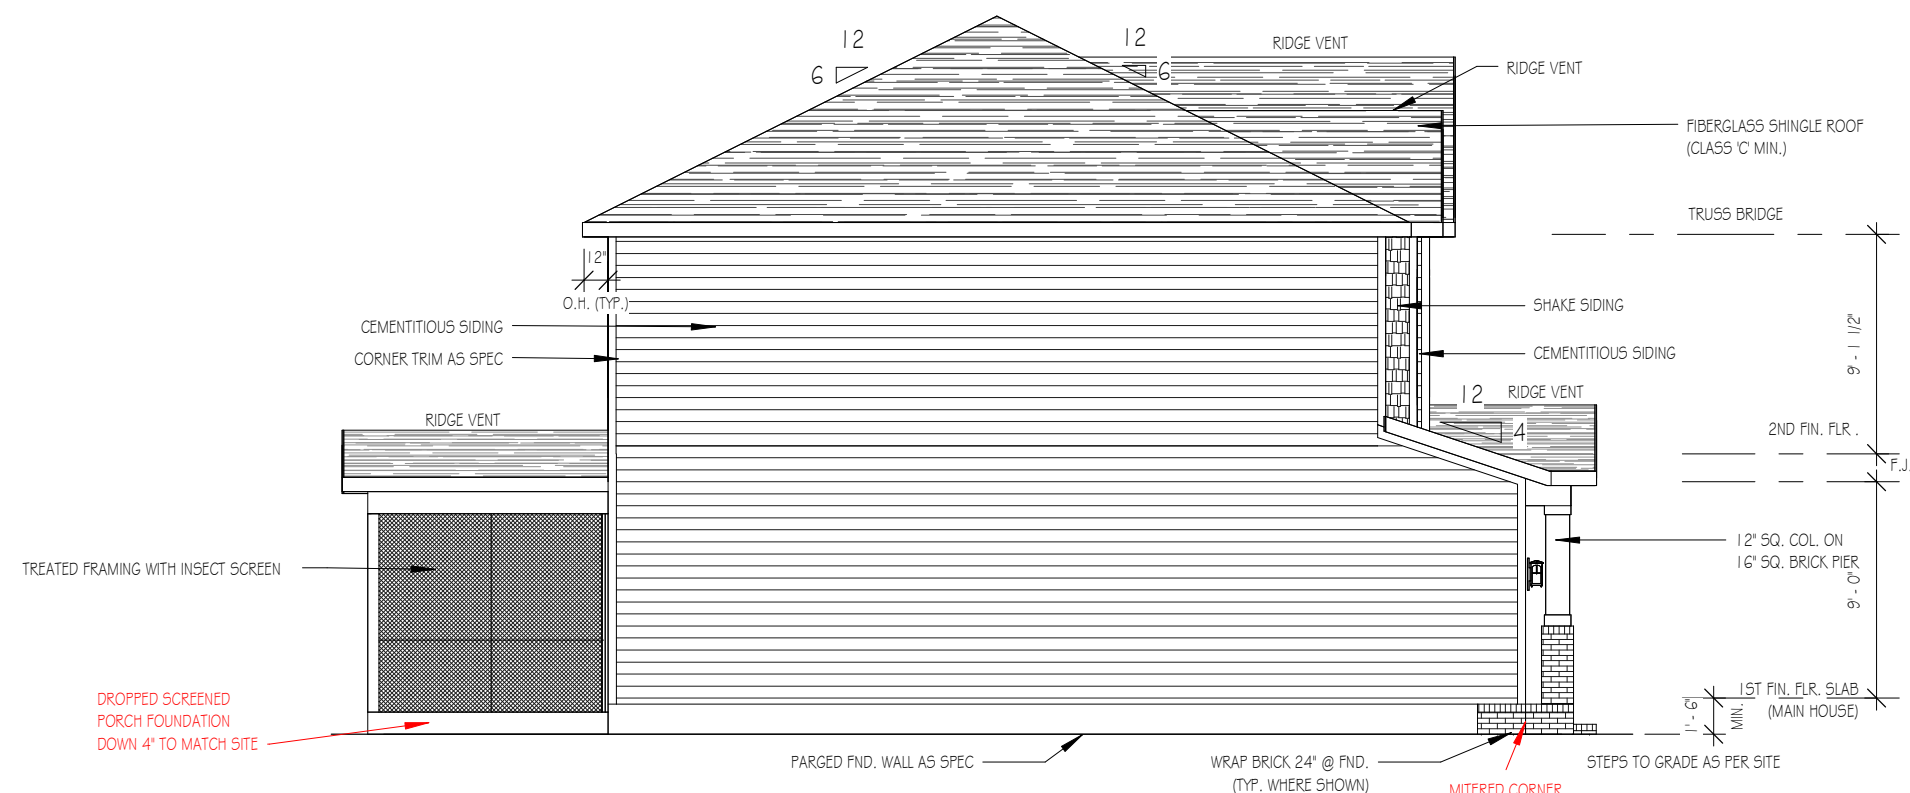 12
6
12
6
RIDGE VENT
RIDGE VENT
FIBERGLASS SHINGLE ROOF
(CLASS 'C' MIN.)
TRUSS BRIDGE
12"
O.H. (TYP.)
CEMENTITIOUS SIDING
CORNER TRIM AS SPEC
SHAKE SIDING
CEMENTITIOUS SIDING
9' - 1 1/2"
RIDGE VENT
12
RIDGE VENT
4
2ND FIN. FLR .
F.J.
TREATED FRAMING WITH INSECT SCREEN
12" SQ. COL. ON
16" SQ. BRICK PIER
9' - 0"
DROPPED SCREENED
PORCH FOUNDATION
DOWN 4" TO MATCH SITE
1ST FIN. FLR. SLAB
(MAIN HOUSE)
1' - 6"
MIN.
PARGED FND. WALL AS SPEC
WRAP BRICK 24" @ FND.
(TYP. WHERE SHOWN)
STEPS TO GRADE AS PER SITE
MITERED CORNER